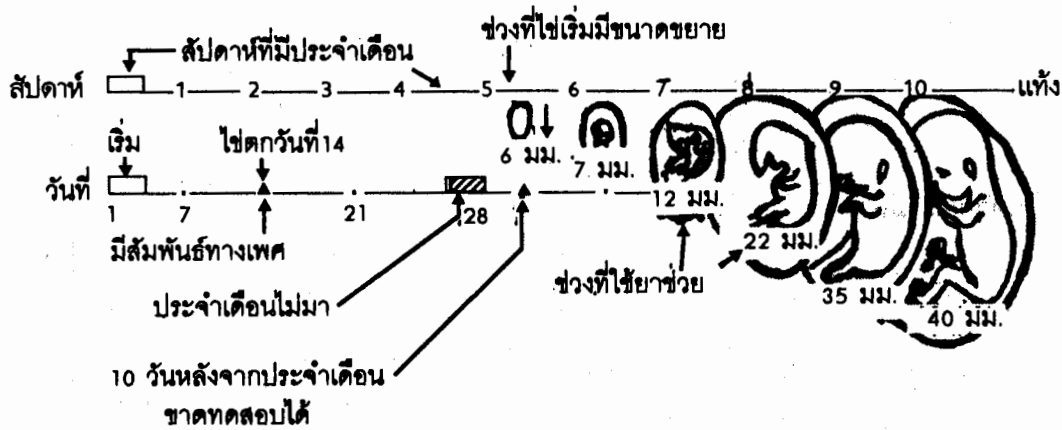 สัปดาห์ที่มีประจำเดือน
ช่วงที่ไข่เริ่มมีขนาดขยาย
สัปดาห์ 1 2 3 4 5 6 7 8 9 10 แท้ง
6 มม. 7 มม. 12 มม. 22 มม. 35 มม. 40 มม.
เริ่ม ไข่ตกวันที่ 14
วันที่
1 7 21 28
มีสัมพันธ์ทางเพศ
ช่วงที่ใช้ยาช่วย
ประจำเดือนไม่มา
10 วันหลังจากประจำเดือน
ขาดทดสอบได้